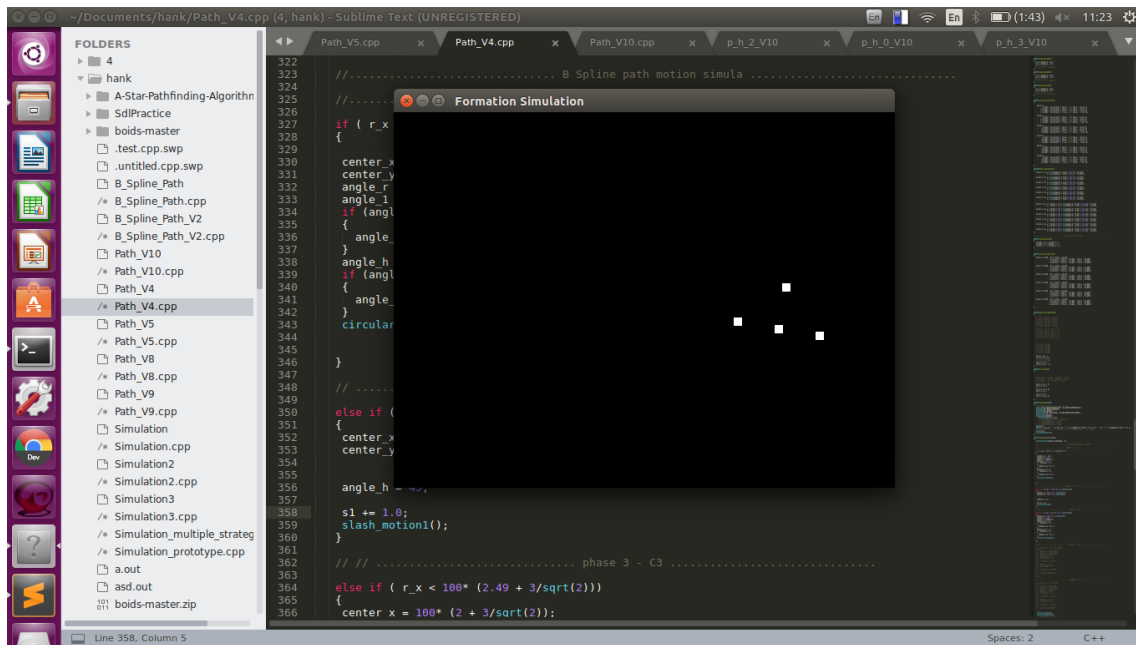 ~/Documents/hank/Path_V4.cpp (4, hank) - Sublime Text (UNREGISTERED)
En
En
(1:43)
11:23
FOLDERS
4
hank
A-Star-Pathfinding-Algorithn
SdlPractice
boids-master
.test.cpp.swp
.untitled.cpp.swp
B_Spline_Path
/* B_Spline_Path.cpp
B_Spline_Path_V2
/* B_Spline_Path_V2.cpp
Path_V10
/* Path_V10.cpp
Path_V4
/* Path_V4.cpp
Path_V5
/* Path_V5.cpp
Path_V8
/* Path_V8.cpp
Path_V9
/* Path_V9.cpp
Simulation
/* Simulation.cpp
Simulation2
/* Simulation2.cpp
Simulation3
/* Simulation3.cpp
/* Simulation_multiple_strateg
/* Simulation_prototype.cpp
a.out
asd.out
boids-master.zip
Path_V5.cpp x
Path_V4.cpp x
Path_V10.cpp x
p_h_2_V10 x
p_h_0_V10 x
p_h_3_V10 x
Formation Simulation
322
323 //............................... B Spline path motion simula ...............................
324
325 //.......
326
327 if ( r_x
328 {
329
330 center_x
331 center_y
332 angle_r
333 angle_1
334 if (angl
335 {
336 angle_
337 }
338 angle_h
339 if (angl
340 {
341 angle_
342 }
343 circular
344
345
346 }
347
348 // .....
349
350 else if (
351 {
352 center_x
353 center_y
354
355
356 angle_h = 45;
357
358 s1 += 1.0;
359 slash_motion1();
360 }
361
362 // // .............................. phase 3 - C3 ...............................
363
364 else if ( r_x < 100* (2.49 + 3/sqrt(2)))
365 {
366 center_x = 100* (2 + 3/sqrt(2));
Dev
Line 358, Column 5
Spaces: 2
C++